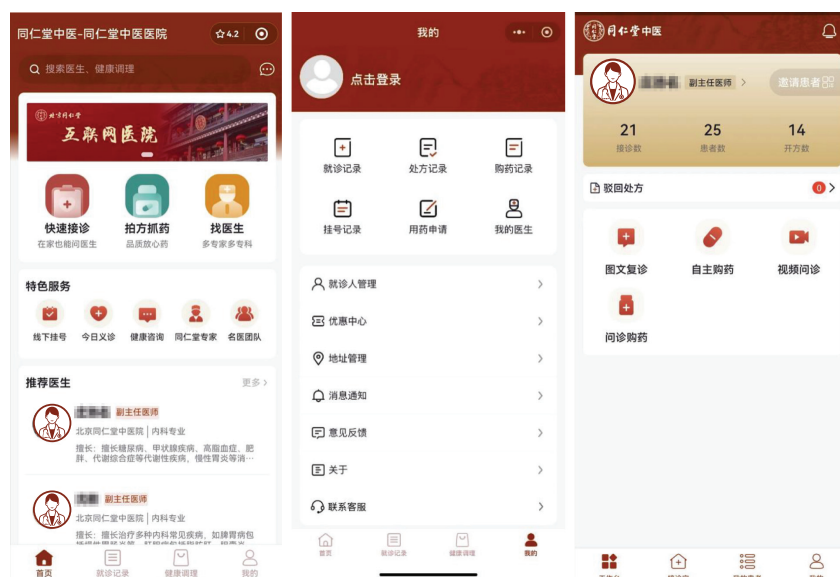 同仁堂中医-同仁堂中医医院
4.2
搜索医生、健康调理
北京同仁堂
互联网医院
快速接诊
拍方抓药
找医生
在家也能问医生
品质放心药
多专家多专科
特色服务
线下挂号
今日义诊
健康咨询
同仁堂专家
名医团队
推荐医生
更多 >
副主任医师
北京同仁堂中医院 | 内科专业
擅长：擅长糖尿病、甲状腺疾病、高脂血症、肥
胖、代谢综合症等代谢性疾病，慢性胃炎等消…
副主任医师
北京同仁堂中医院 | 内科专业
擅长：擅长治疗多种内科常见疾病，如脾胃病包
首页
就诊记录
健康调理
我的
我的
点击登录
就诊记录
处方记录
购药记录
挂号记录
用药申请
我的医生
就诊人管理
优惠中心
地址管理
消息通知
意见反馈
关于
联系客服
首页
就诊记录
健康调理
我的
同仁堂中医
副主任医师 >
邀请患者
21
25
14
接诊数
患者数
开方数
驳回处方
0 >
图文复诊
自主购药
视频问诊
问诊购药